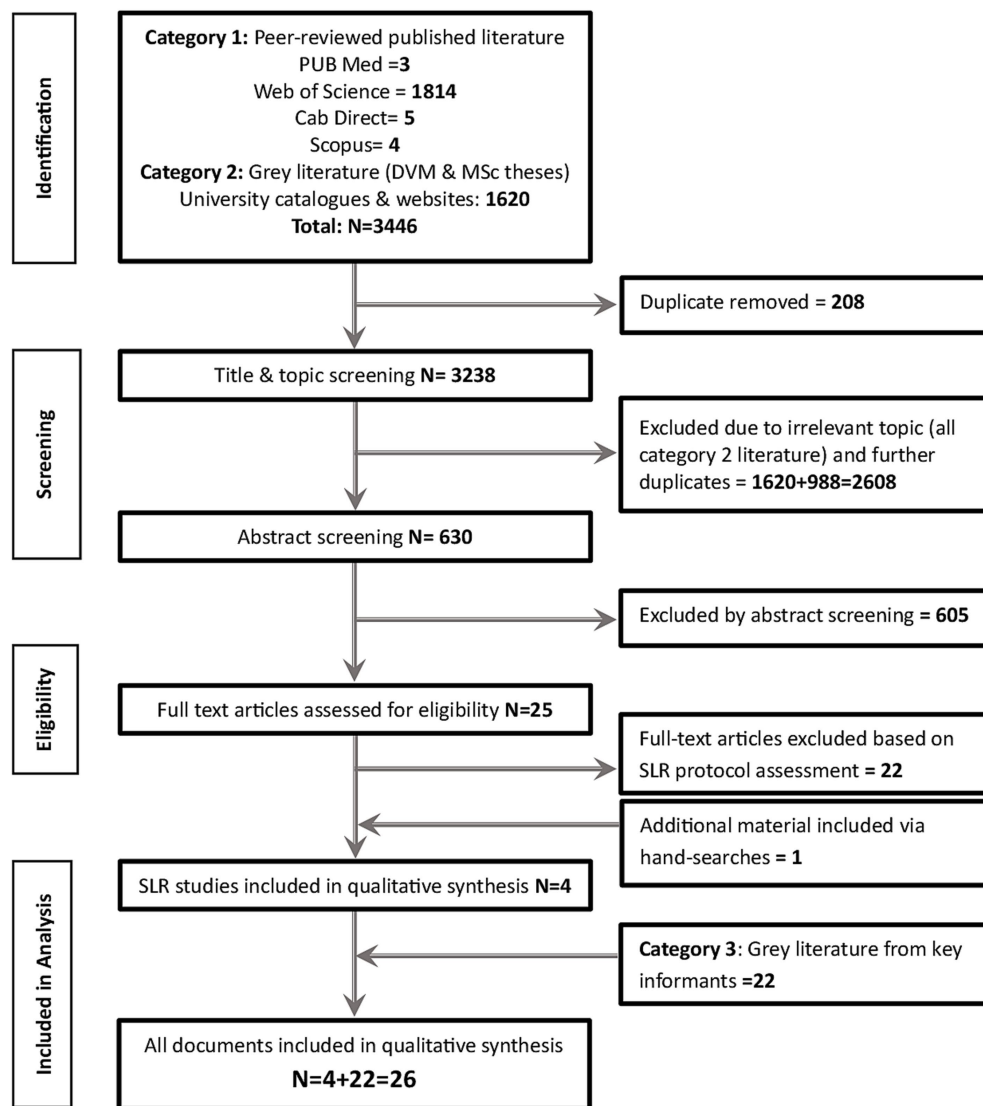 Identification
Category 1: Peer-reviewed published literature
PUB Med =3
Web of Science = 1814
Cab Direct= 5
Scopus= 4
Category 2: Grey literature (DVM & MSc theses)
University catalogues & websites: 1620
Total: N=3446
Duplicate removed = 208
Screening
Title & topic screening N= 3238
Excluded due to irrelevant topic (all
category 2 literature) and further
duplicates = 1620+988=2608
Abstract screening N= 630
Excluded by abstract screening = 605
Eligibility
Full text articles assessed for eligibility N=25
Full-text articles excluded based on
SLR protocol assessment = 22
Additional material included via
hand-searches = 1
Included in Analysis
SLR studies included in qualitative synthesis N=4
Category 3: Grey literature from key
informants =22
All documents included in qualitative synthesis
N=4+22=26